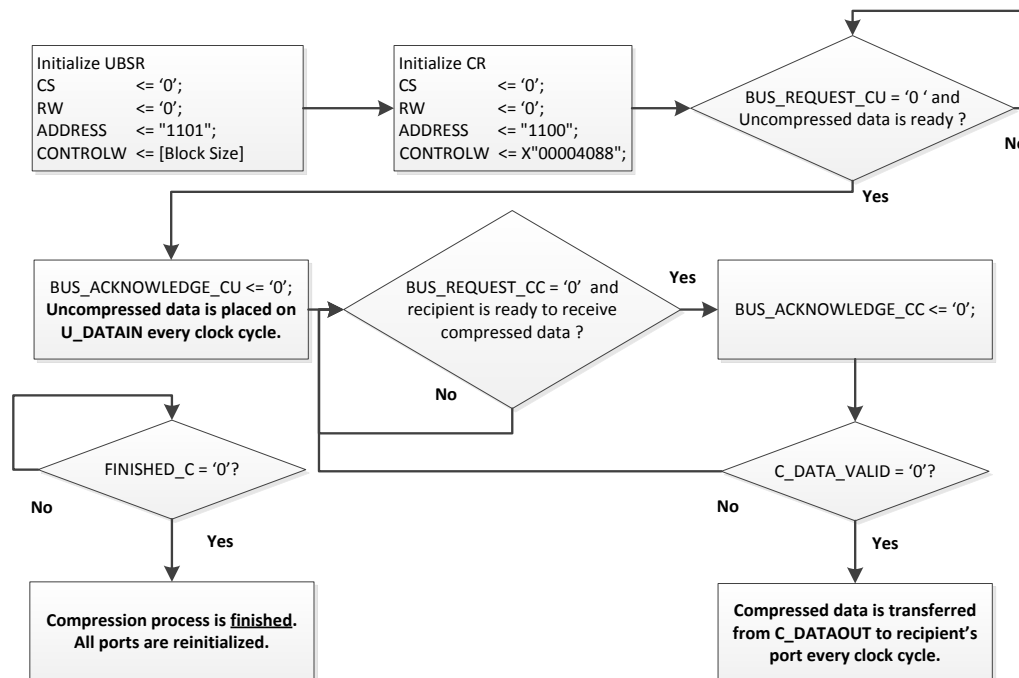 Initialize UBSR
CS <= ‘0’;
RW <= ‘0’;
ADDRESS <= "1101";
CONTROLW <= [Block Size]
Initialize CR
CS <= ‘0’;
RW <= ‘0’;
ADDRESS <= "1100";
CONTROLW <= X"00004088";
BUS_REQUEST_CU = ‘0 ‘ and
Uncompressed data is ready ?
No
Yes
BUS_ACKNOWLEDGE_CU <= ‘0’;
Uncompressed data is placed on
U_DATAIN every clock cycle.
BUS_REQUEST_CC = ‘0’ and
recipient is ready to receive
compressed data ?
Yes
No
BUS_ACKNOWLEDGE_CC <= ‘0’;
FINISHED_C = ‘0’?
No
Yes
C_DATA_VALID = ‘0’?
No
Yes
Compression process is finished.
All ports are reinitialized.
Compressed data is transferred
from C_DATAOUT to recipient’s
port every clock cycle.